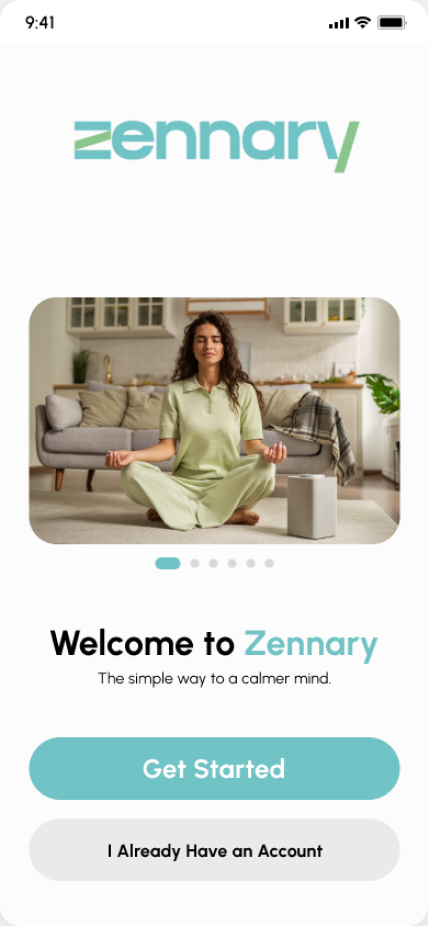 9:41
zennary
Welcome to Zennary
The simple way to a calmer mind.
Get Started
I Already Have an Account